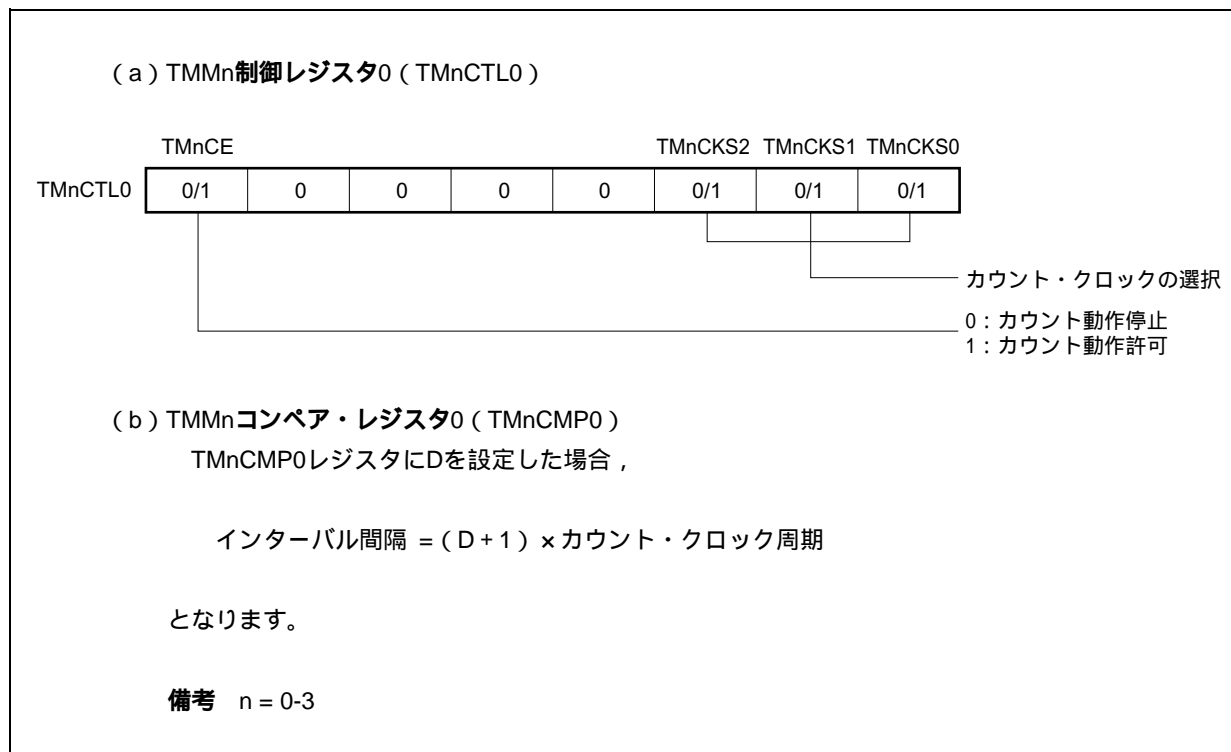 (a)TMMn制御レジスタ0(TMnCTL0)
TMnCE TMnCKS2 TMnCKS1 TMnCKS0
TMnCTL0 0/1 0 0 0 0 0/1 0/1 0/1
カウント・クロックの選択
0:カウント動作停止
1:カウント動作許可
(b)TMMnコンペア・レジスタ0(TMnCMP0)
TMnCMP0レジスタにDを設定した場合,
インターバル間隔 =(D+1)×カウント・クロック周期
となります。
備考 n = 0-3